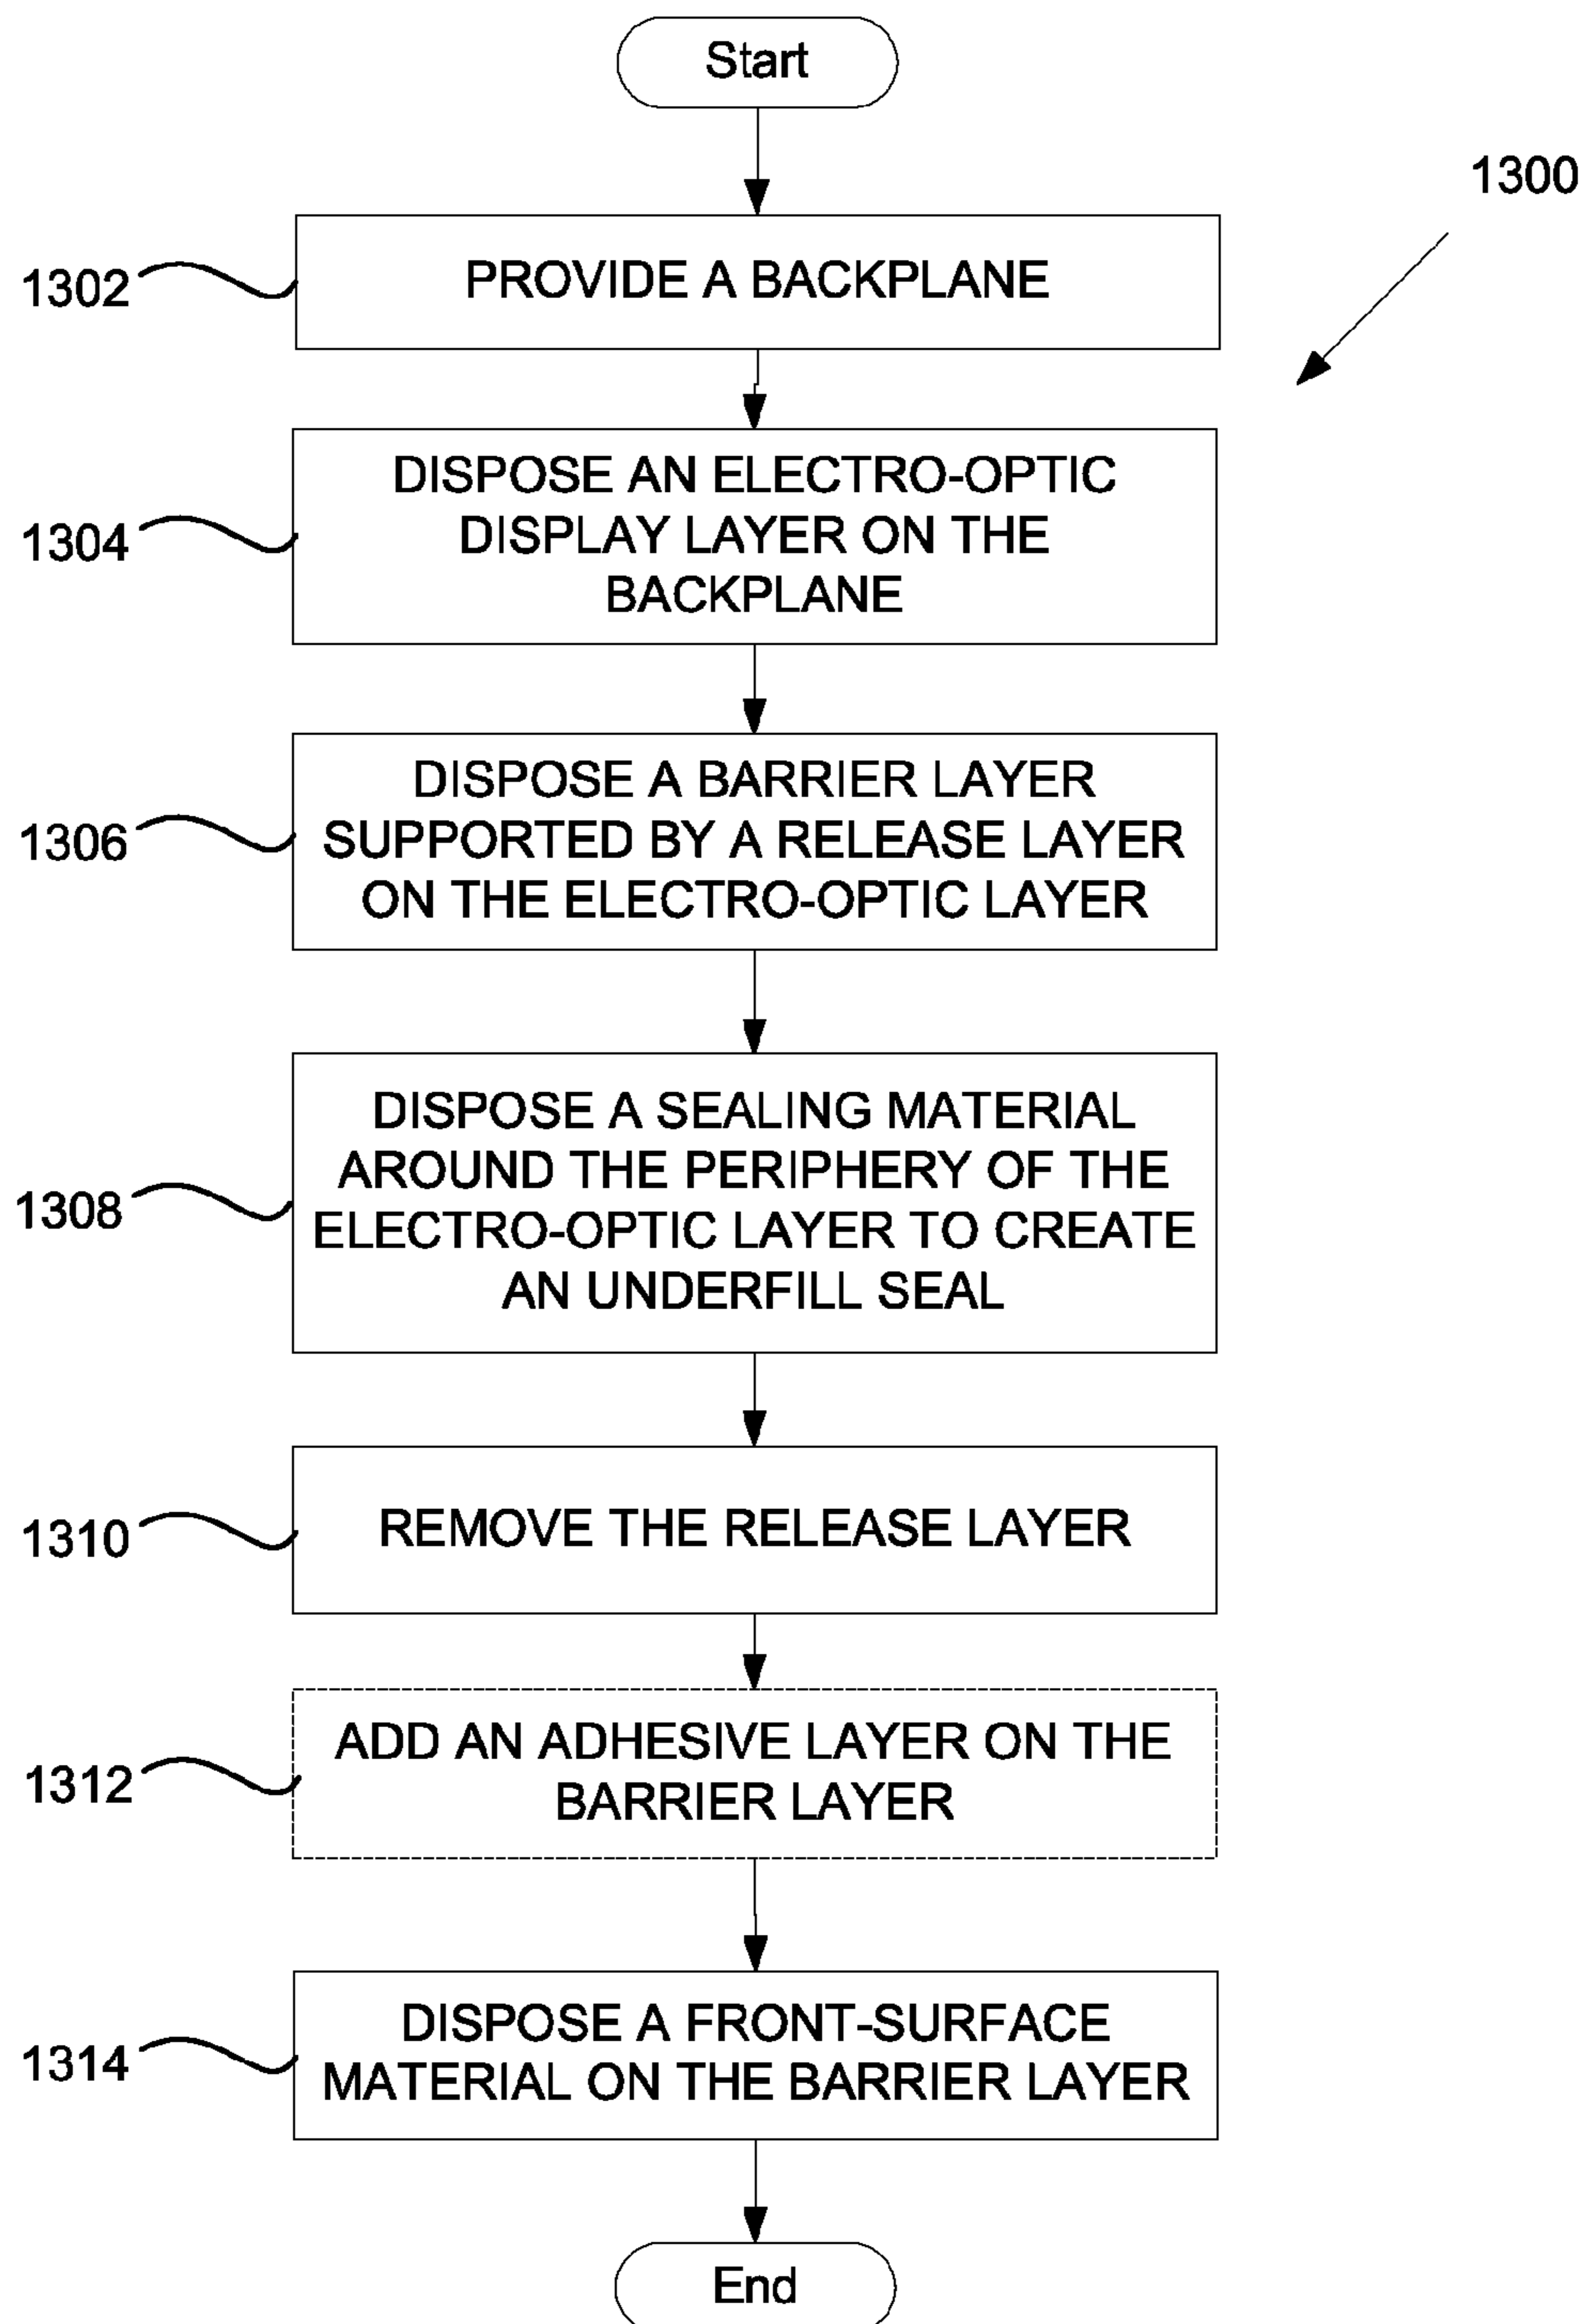 Start
1300
1302
PROVIDE A BACKPLANE
1304
DISPOSE AN ELECTRO-OPTIC
DISPLAY LAYER ON THE
BACKPLANE
1306
DISPOSE A BARRIER LAYER
SUPPORTED BY A RELEASE LAYER
ON THE ELECTRO-OPTIC LAYER
1308
DISPOSE A SEALING MATERIAL
AROUND THE PERIPHERY OF THE
ELECTRO-OPTIC LAYER TO CREATE
AN UNDERFILL SEAL
1310
REMOVE THE RELEASE LAYER
1312
ADD AN ADHESIVE LAYER ON THE
BARRIER LAYER
1314
DISPOSE A FRONT-SURFACE
MATERIAL ON THE BARRIER LAYER
End